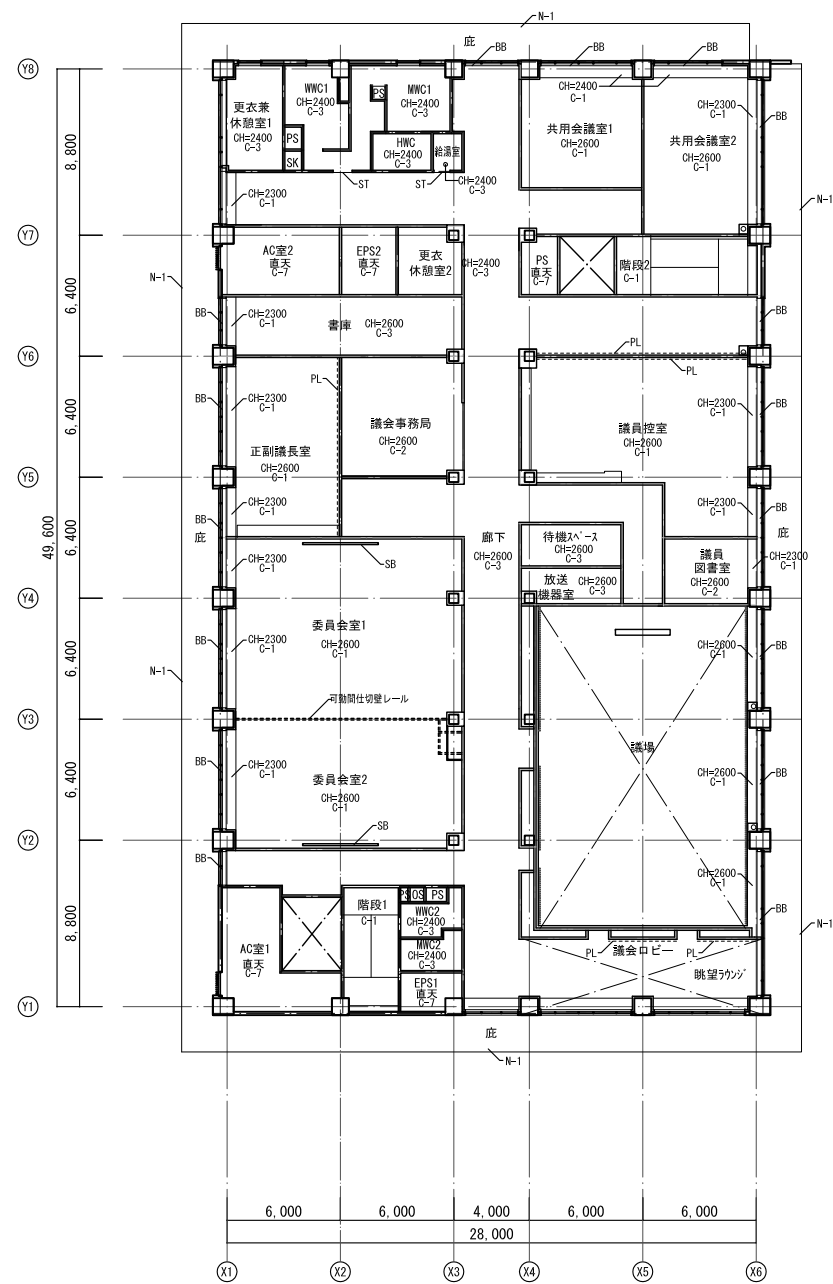 N-1
庇
BB
BB
BB
Y8
WWC1
CH=2400
C-3
PS
MWC1
CH=2400
C-3
CH=2400
C-1
更衣兼
休憩室1
CH=2400
C-3
PS
SK
HWC
CH=2400
C-3
給湯室
共用会議室1
CH=2600
C-1
CH=2300
C-1
BB
共用会議室2
CH=2600
C-1
8,800
ST
ST
CH=2400
C-3
CH=2300
C-1
N-1
Y7
AC室2
直天
C-7
EPS2
直天
C-7
更衣
休憩室2
CH=2400
C-3
PS
直天
C-7
階段2
C-1
N-1
6,400
BB
CH=2300
C-1
書庫
CH=2600
C-3
BB
Y6
PL
PL
PL
BB
CH=2300
C-1
議会事務局
CH=2600
C-2
議員控室
CH=2600
C-1
CH=2300
C-1
BB
6,400
正副議長室
CH=2600
C-1
Y5
CH=2300
C-1
CH=2300
C-1
BB
BB
49,600
6,400
庇
廊下
CH=2600
C-3
待機スペース
CH=2600
C-3
議員
図書室
CH=2600
C-2
庇
CH=2300
C-1
SB
CH=2300
C-1
放送
機器室
CH=2600
C-3
Y4
委員会室1
CH=2600
C-1
BB
CH=2300
C-1
CH=2600
C-1
BB
6,400
N-1
可動間仕切壁レール
Y3
議場
BB
CH=2300
C-1
委員会室2
CH=2600
C-1
CH=2600
C-1
BB
6,400
SB
Y2
BB
CH=2600
C-1
階段1
C-1
PS
OS
PS
WWC2
CH=2400
C-3
BB
N-1
8,800
AC室1
直天
C-7
MWC2
CH=2400
C-3
PL
議会ロビー
PL
眺望ラウンジ
EPS1
直天
C-7
Y1
庇
N-1
6,000
6,000
4,000
6,000
6,000
28,000
X1
X2
X3
X4
X5
X6